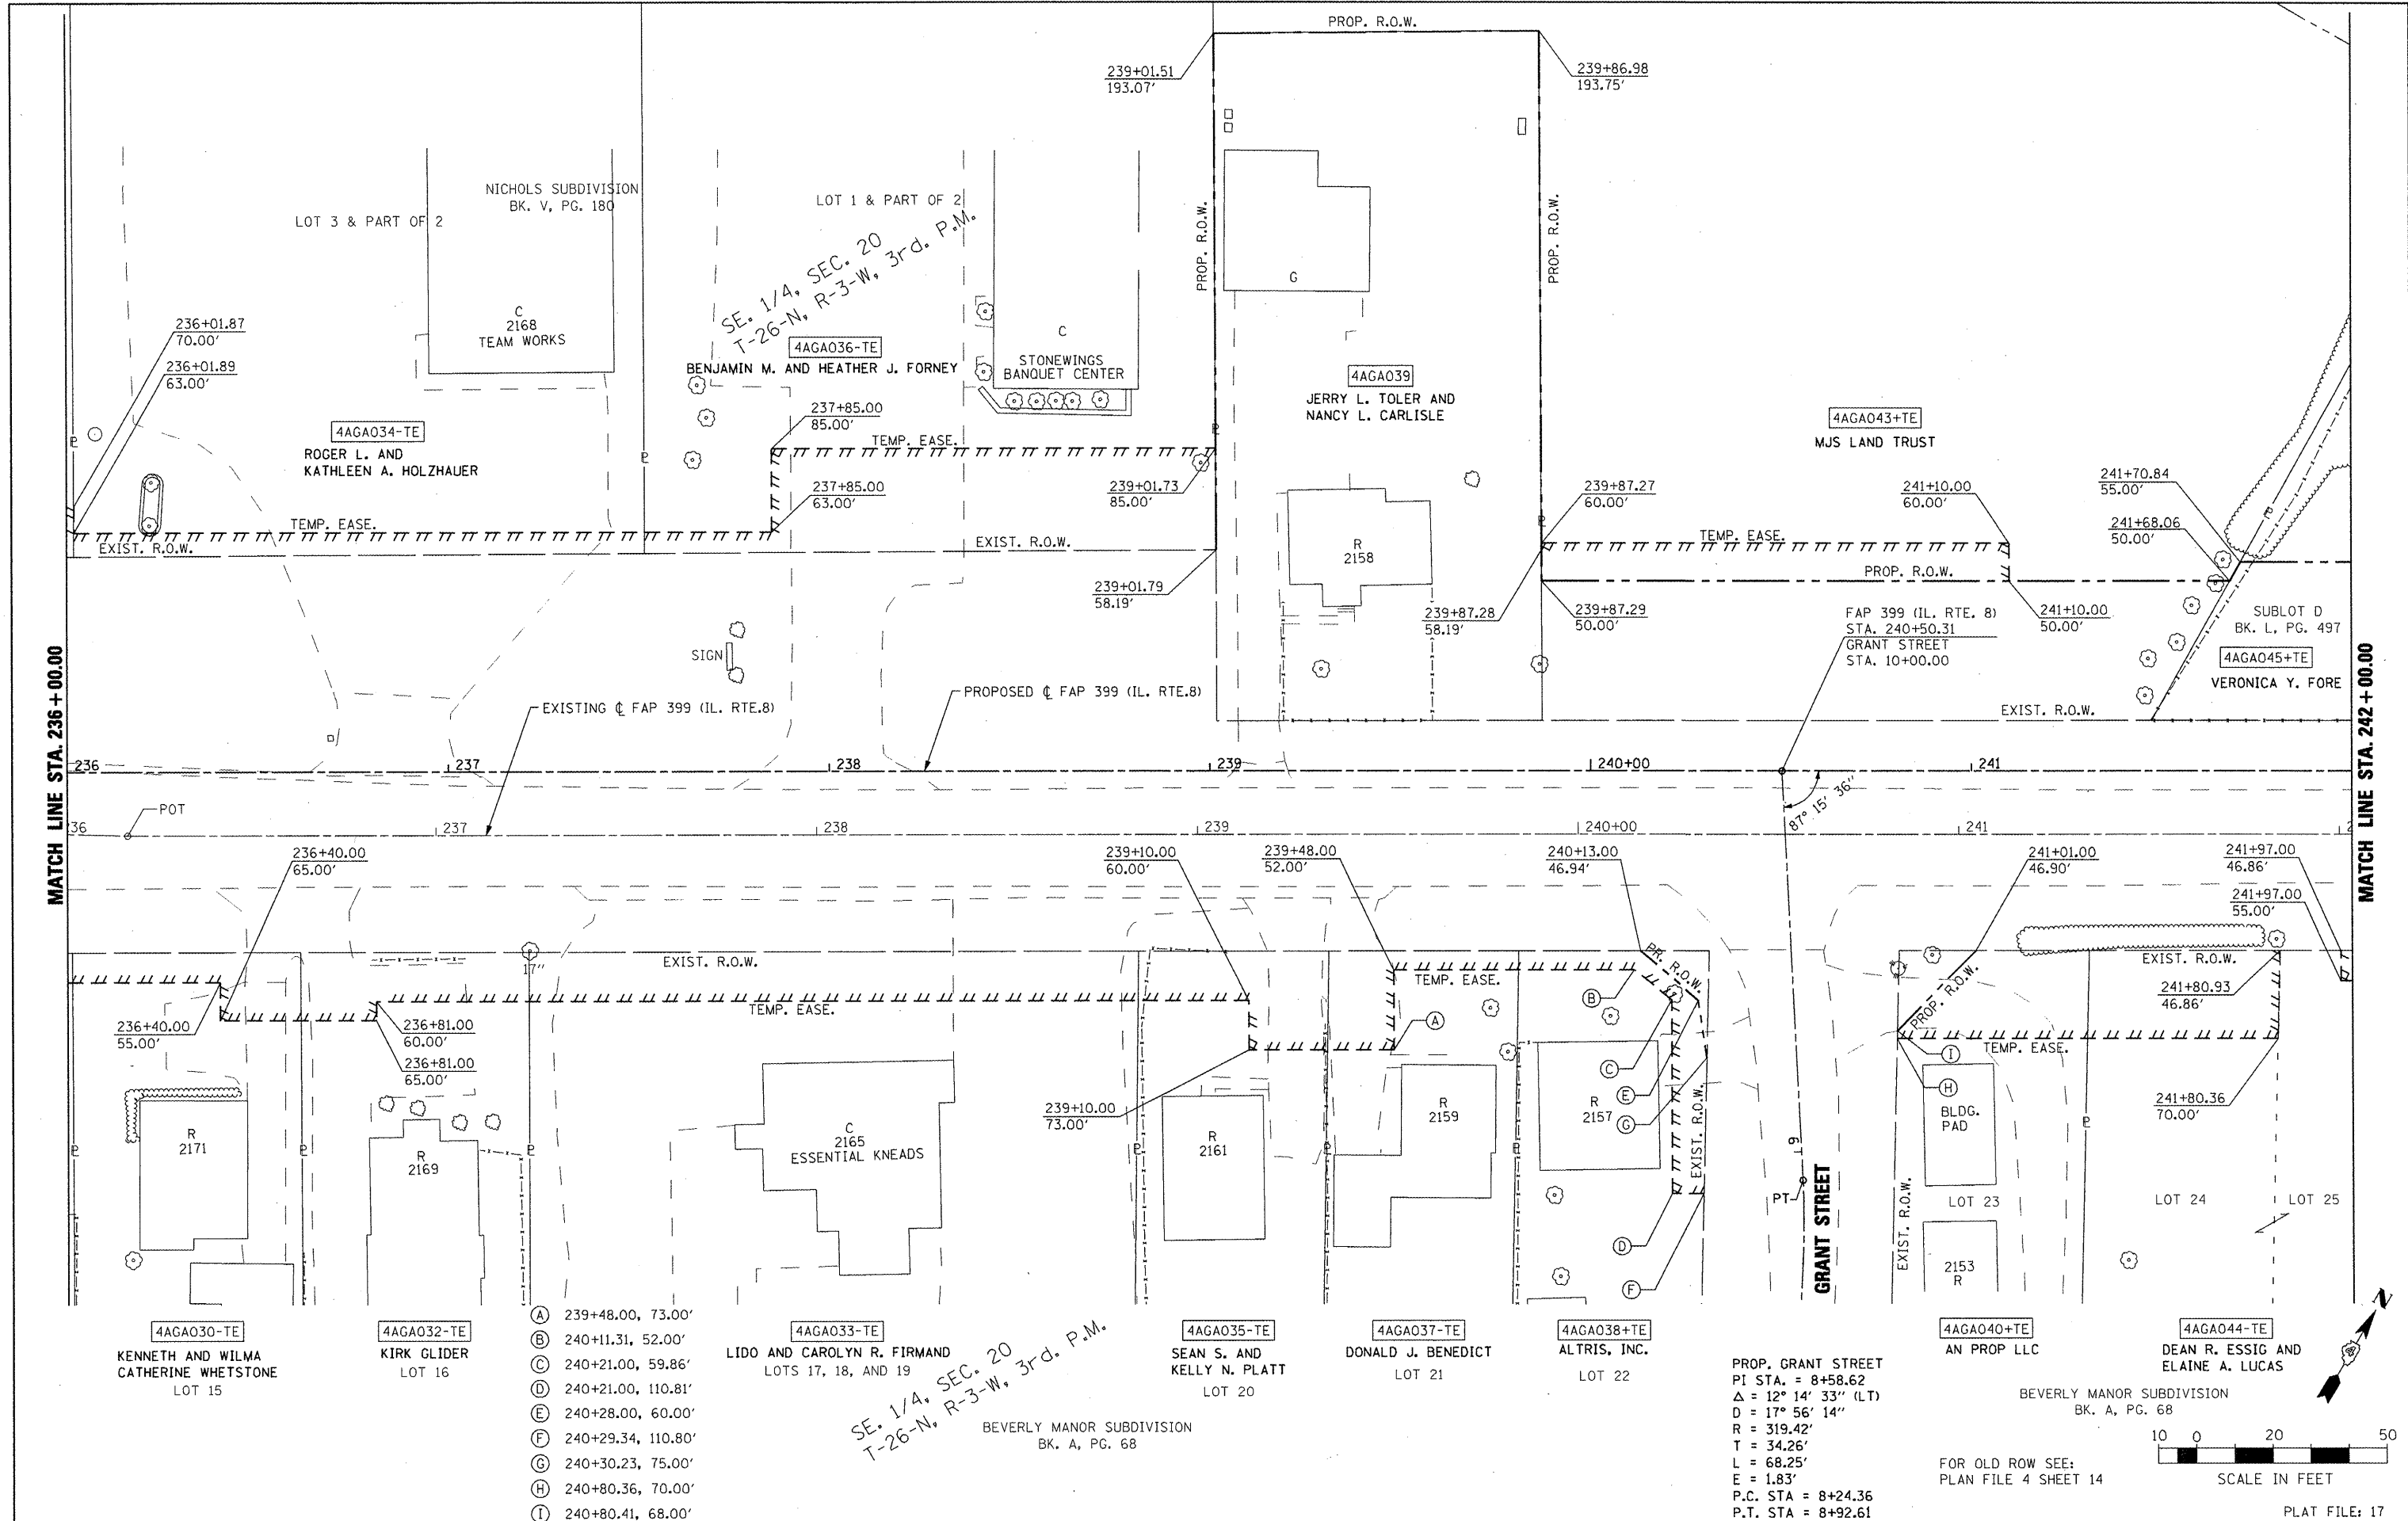 PROP. R.O.W.
239+01.51
193.07'
239+86.98
193.75'
NICHOLS SUBDIVISION
BK. V, PG. 180
LOT 3 & PART OF 2
LOT 1 & PART OF 2
SE. 1/4, SEC. 20
T-26-N, R-3-W, 3rd. P.M.
PROP. R.O.W.
PROP. R.O.W.
G
236+01.87
70.00'
236+01.89
63.00'
C
2168
TEAM WORKS
4AGA036-TE
BENJAMIN M. AND HEATHER J. FORNEY
C
STONEWINGS
BANQUET CENTER
4AGA039
JERRY L. TOLER AND
NANCY L. CARLISLE
4AGA043+TE
MJS LAND TRUST
4AGA034-TE
ROGER L. AND
KATHLEEN A. HOLZHAUER
237+85.00
85.00'
TEMP. EASE.
237+85.00
63.00'
239+01.73
85.00'
239+87.27
60.00'
241+10.00
60.00'
241+70.84
55.00'
241+68.06
50.00'
TEMP. EASE.
EXIST. R.O.W.
EXIST. R.O.W.
R
2158
TEMP. EASE.
PROP. R.O.W.
239+01.79
58.19'
239+87.28
58.19'
239+87.29
50.00'
FAP 399 (IL. RTE. 8)
STA. 240+50.31
GRANT STREET
STA. 10+00.00
241+10.00
50.00'
SUBLOT D
BK. L, PG. 497
4AGA045+TE
VERONICA Y. FORE
SIGN
EXISTING ℄ FAP 399 (IL. RTE.8)
PROPOSED ℄ FAP 399 (IL. RTE.8)
EXIST. R.O.W.
MATCH LINE STA. 236+00.00
MATCH LINE STA. 242+00.00
236
237
238
239
240+00
241
87° 15' 36"
POT
36
237
238
239
240+00
241
2
236+40.00
65.00'
239+10.00
60.00'
239+48.00
52.00'
240+13.00
46.94'
241+01.00
46.90'
241+97.00
46.86'
241+97.00
55.00'
17"
EXIST. R.O.W.
PR. R.O.W.
EXIST. R.O.W.
TEMP. EASE.
TEMP. EASE.
PROP. R.O.W.
TEMP. EASE.
236+40.00
55.00'
236+81.00
60.00'
236+81.00
65.00'
A
B
C
E
G
D
F
I
H
241+80.93
46.86'
241+80.36
70.00'
239+10.00
73.00'
R
2171
R
2169
C
2165
ESSENTIAL KNEADS
R
2161
R
2159
R
2157
EXIST. R.O.W.
9
PT
GRANT STREET
EXIST. R.O.W.
BLDG.
PAD
LOT 23
LOT 24
LOT 25
2153
R
N
4AGA030-TE
KENNETH AND WILMA
CATHERINE WHETSTONE
LOT 15
4AGA032-TE
KIRK GLIDER
LOT 16
A 239+48.00, 73.00'
B 240+11.31, 52.00'
C 240+21.00, 59.86'
D 240+21.00, 110.81'
E 240+28.00, 60.00'
F 240+29.34, 110.80'
G 240+30.23, 75.00'
H 240+80.36, 70.00'
I 240+80.41, 68.00'
4AGA033-TE
LIDO AND CAROLYN R. FIRMAND
LOTS 17, 18, AND 19
SE. 1/4, SEC. 20
T-26-N, R-3-W, 3rd. P.M.
BEVERLY MANOR SUBDIVISION
BK. A, PG. 68
4AGA035-TE
SEAN S. AND
KELLY N. PLATT
LOT 20
4AGA037-TE
DONALD J. BENEDICT
LOT 21
4AGA038+TE
ALTRIS, INC.
LOT 22
4AGA040+TE
AN PROP LLC
4AGA044-TE
DEAN R. ESSIG AND
ELAINE A. LUCAS
PROP. GRANT STREET
PI STA. = 8+58.62
Δ = 12° 14' 33" (LT)
D = 17° 56' 14"
R = 319.42'
T = 34.26'
L = 68.25'
E = 1.83'
P.C. STA = 8+24.36
P.T. STA = 8+92.61
BEVERLY MANOR SUBDIVISION
BK. A, PG. 68
FOR OLD ROW SEE:
PLAN FILE 4 SHEET 14
10 0 20 50
SCALE IN FEET
PLAT FILE: 17